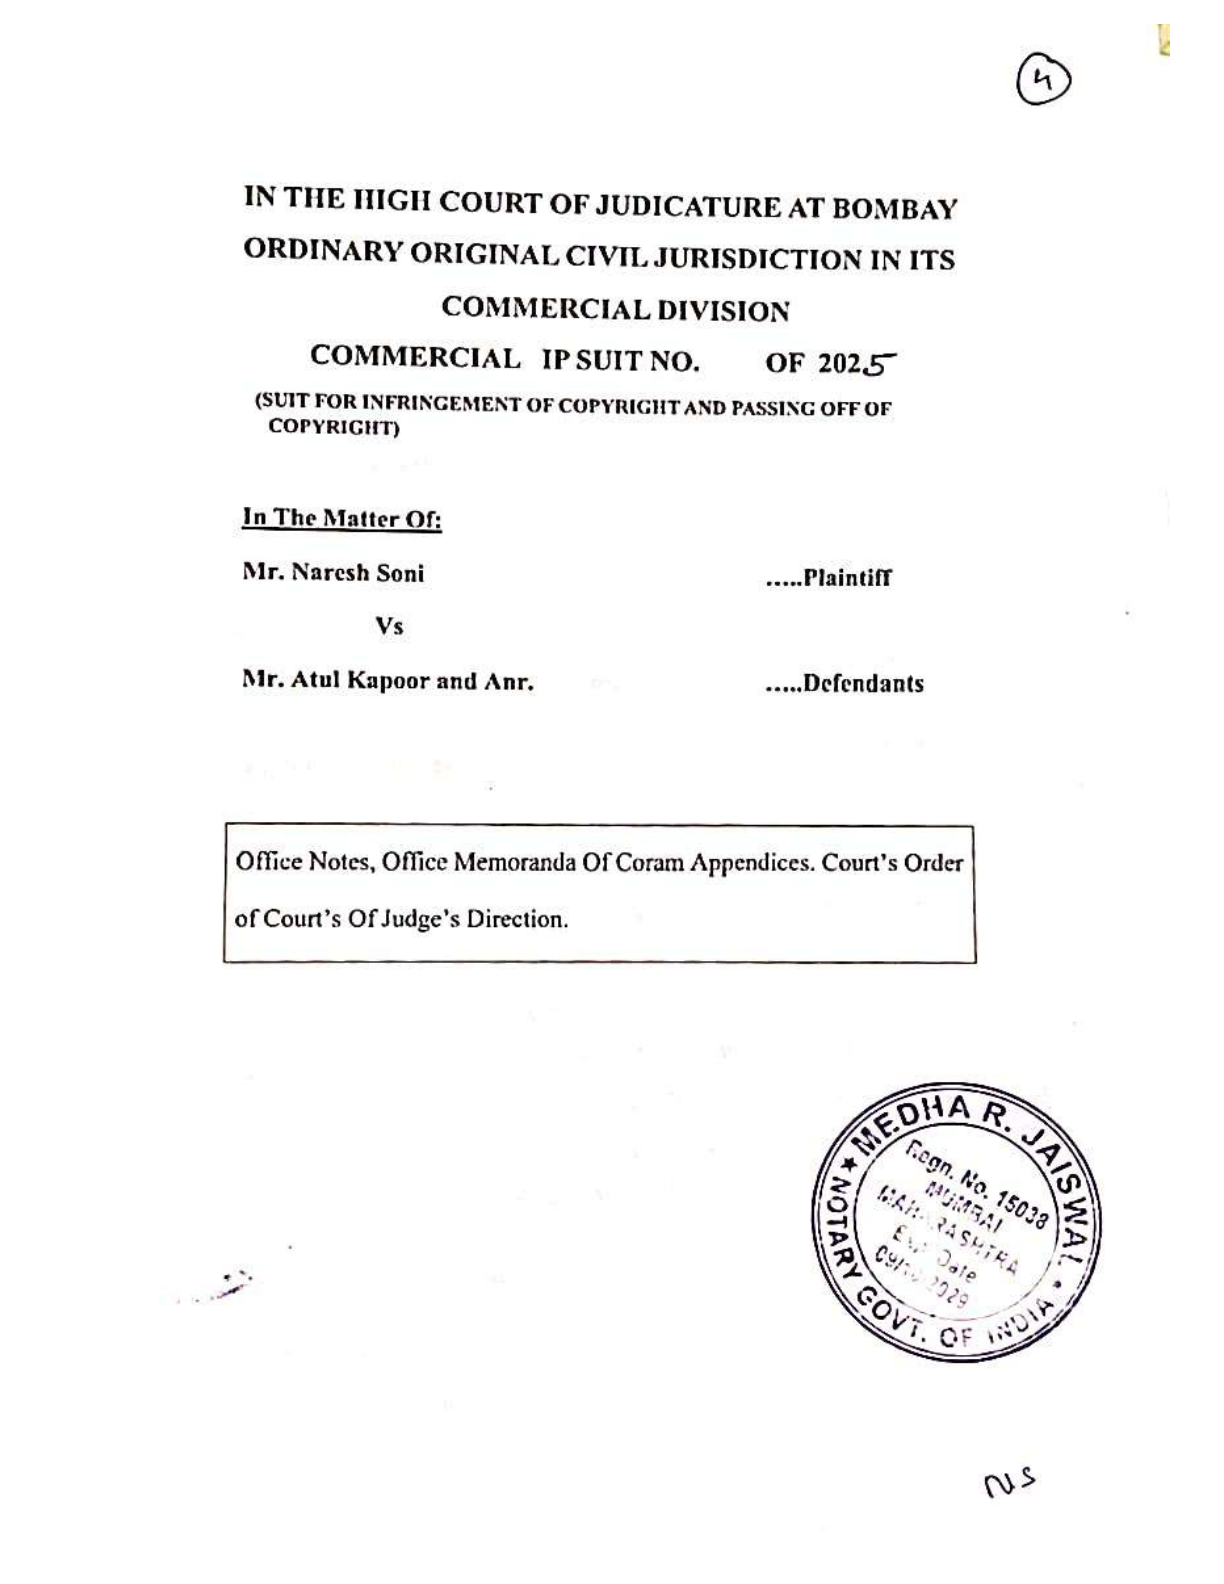 4
IN THE HIGH COURT OF JUDICATURE AT BOMBAY
ORDINARY ORIGINAL CIVIL JURISDICTION IN ITS
COMMERCIAL DIVISION
COMMERCIAL IP SUIT NO. OF 2025
(SUIT FOR INFRINGEMENT OF COPYRIGHT AND PASSING OFF OF
COPYRIGHT)
In The Matter Of:
Mr. Naresh Soni .....Plaintiff
Vs
Mr. Atul Kapoor and Anr. .....Defendants
Office Notes, Office Memoranda Of Coram Appendices. Court's Order
of Court's Of Judge's Direction.
MEDHA R. JAISWAL
Regn. No. 15038
MUMBAI
MAHARASHTRA
Exp. Date
2029
NOTARY GOVT. OF INDIA
NS